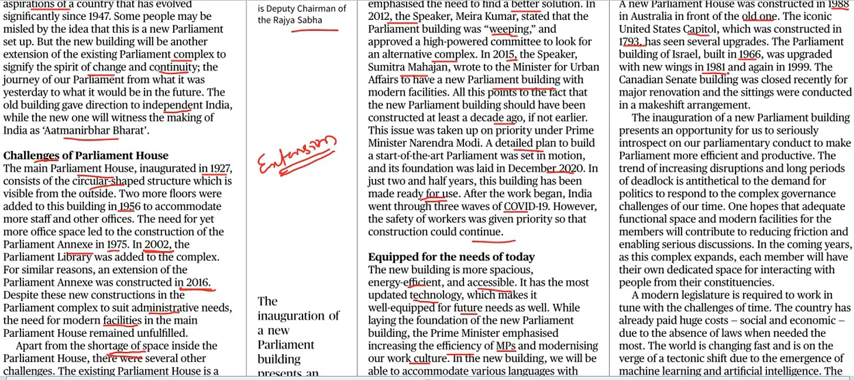 aspirations of a country that has evolved
significantly since 1947. Some people may be
misled by the idea that this is a new Parliament
set up. But the new building will be another
extension of the existing Parliament complex to
signify the spirit of change and continuity; the
journey of our Parliament from what it was
yesterday to what it would be in the future. The
old building gave direction to independent India,
while the new one will witness the making of
India as ‘Aatmanirbhar Bharat’.
Challenges of Parliament House
The main Parliament House, inaugurated in 1927,
consists of the circular-shaped structure which is
visible from the outside. Two more floors were
added to this building in 1956 to accommodate
more staff and other offices. The need for yet
more office space led to the construction of the
Parliament Annexe in 1975. In 2002, the
Parliament Library was added to the complex.
For similar reasons, an extension of the
Parliament Annexe was constructed in 2016.
Despite these new constructions in the
Parliament complex to suit administrative needs,
the need for modern facilities in the main
Parliament House remained unfulfilled.
Apart from the shortage of space inside the
Parliament House, there were several other
challenges. The existing Parliament House is a
is Deputy Chairman of
the Rajya Sabha
Extension
The
inauguration of
a new
Parliament
building
presents an
emphasised the need to find a better solution. In
2012, the Speaker, Meira Kumar, stated that the
Parliament building was “weeping,” and
approved a high-powered committee to look for
an alternative complex. In 2015, the Speaker,
Sumitra Mahajan, wrote to the Minister for Urban
Affairs to have a new Parliament building with
modern facilities. All this points to the fact that
the new Parliament building should have been
constructed at least a decade ago, if not earlier.
This issue was taken up on priority under Prime
Minister Narendra Modi. A detailed plan to build
a start-of-the-art Parliament was set in motion,
and its foundation was laid in December 2020. In
just two and half years, this building has been
made ready for use. After the work began, India
went through three waves of COVID-19. However,
the safety of workers was given priority so that
construction could continue.
Equipped for the needs of today
The new building is more spacious,
energy-efficient, and accessible. It has the most
updated technology, which makes it
well-equipped for future needs as well. While
laying the foundation of the new Parliament
building, the Prime Minister emphasised
increasing the efficiency of MPs and modernising
our work culture. In the new building, we will be
able to accommodate various languages with
A new Parliament House was constructed in 1988
in Australia in front of the old one. The iconic
United States Capitol, which was constructed in
1793, has seen several upgrades. The Parliament
building of Israel, built in 1966, was upgraded
with new wings in 1981 and again in 1999. The
Canadian Senate building was closed recently for
major renovation and the sittings were conducted
in a makeshift arrangement.
The inauguration of a new Parliament building
presents an opportunity for us to seriously
introspect on our parliamentary conduct to make
Parliament more efficient and productive. The
trend of increasing disruptions and long periods
of deadlock is antithetical to the demand for
politics to respond to the complex governance
challenges of our time. One hopes that adequate
functional space and modern facilities for the
members will contribute to reducing friction and
enabling serious discussions. In the coming years,
as this complex expands, each member will have
their own dedicated space for interacting with
people from their constituencies.
A modern legislature is required to work in
tune with the challenges of time. The country has
already paid huge costs – social and economic –
due to the absence of laws when needed the
most. The world is changing fast and is on the
verge of a tectonic shift due to the emergence of
machine learning and artificial intelligence. The